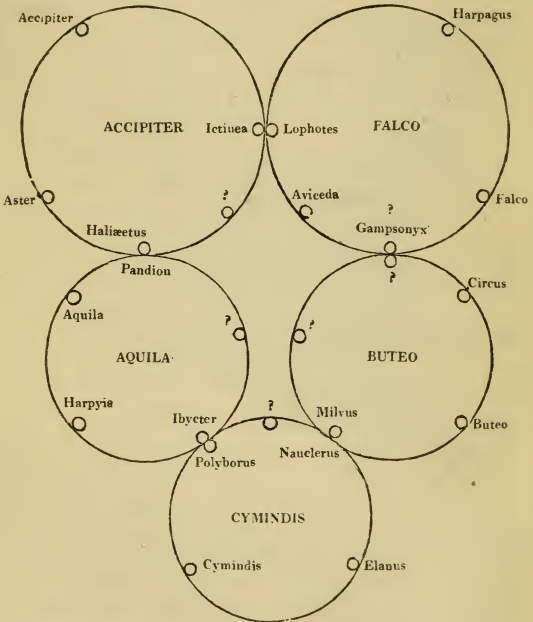 Accipiter
Harpagus
ACCIPITER
Ictinea
Lophotes
FALCO
Aster
?
Aviceda
?
Falco
Haliæetus
Gampsonyx
Pandion
?
Circus
Aquila
?
?
AQUILA
BUTEO
Harpyia
Ibycter
?
Milvus
Buteo
Polyborus
Nauclerus
CYMINDIS
Cymindis
Elanus